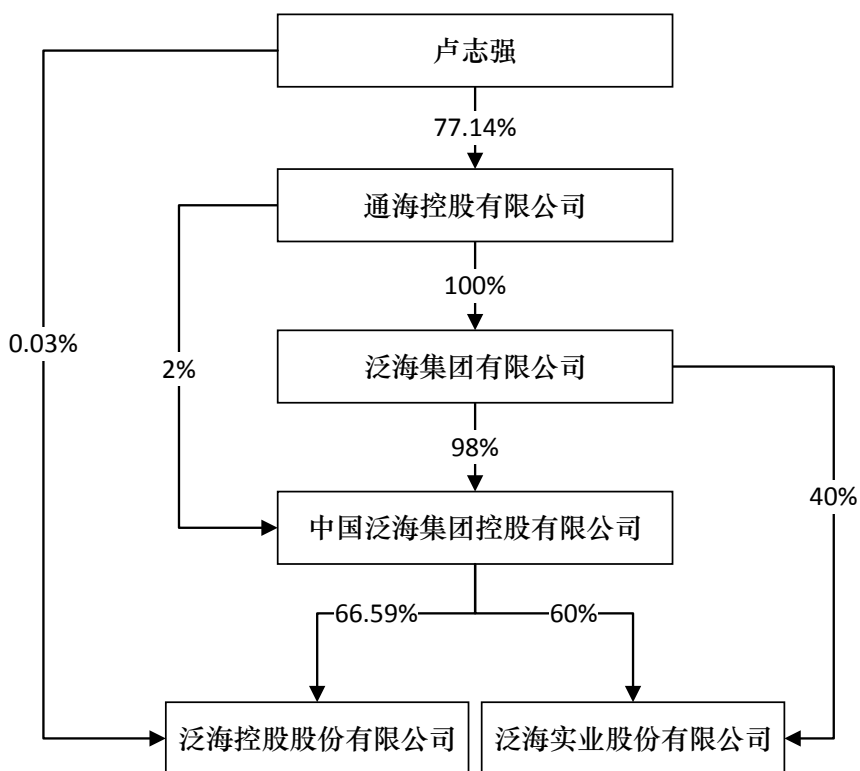 卢志强
77.14%
通海控股有限公司
100%
0.03%
2%
泛海集团有限公司
98%
40%
中国泛海集团控股有限公司
66.59%
60%
泛海控股股份有限公司
泛海实业股份有限公司